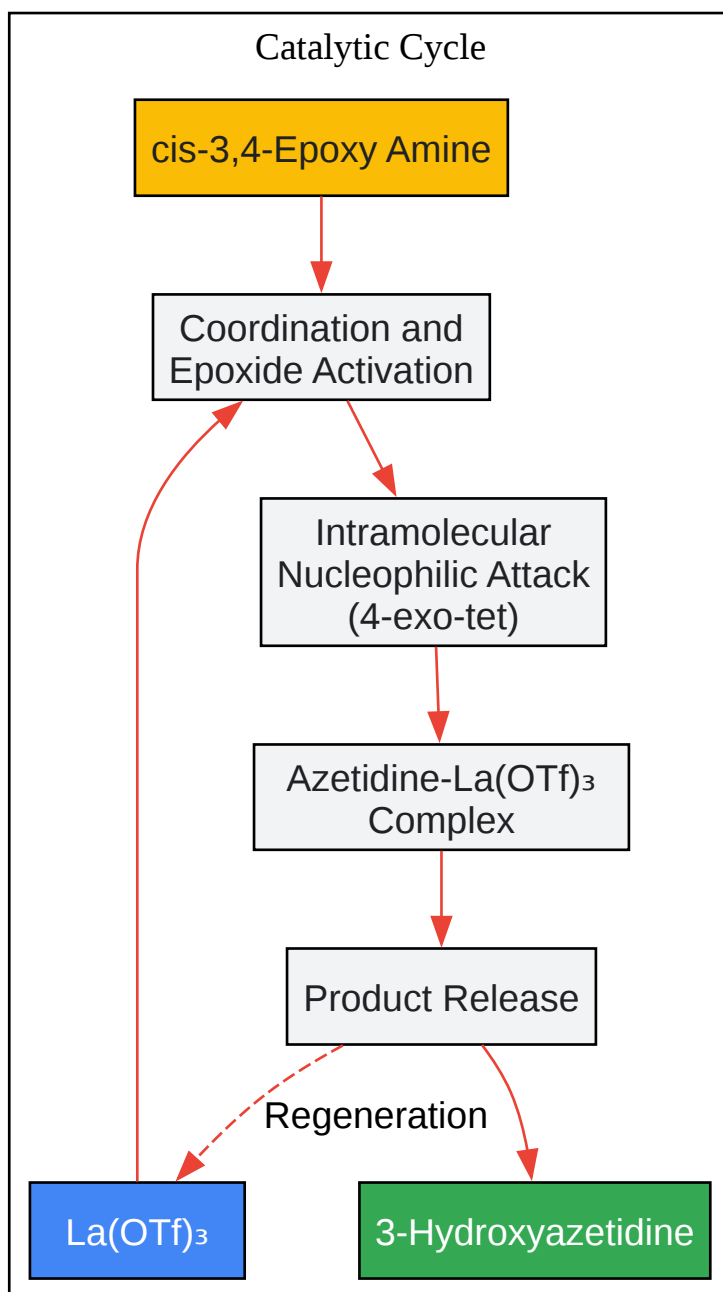 Catalytic Cycle
cis-3,4-Epoxy Amine
Coordination and
Epoxide Activation
Intramolecular
Nucleophilic Attack
(4-exo-tet)
Azetidine-La(OTf)₃
Complex
Product Release
Regeneration
La(OTf)₃
3-Hydroxyazetidine